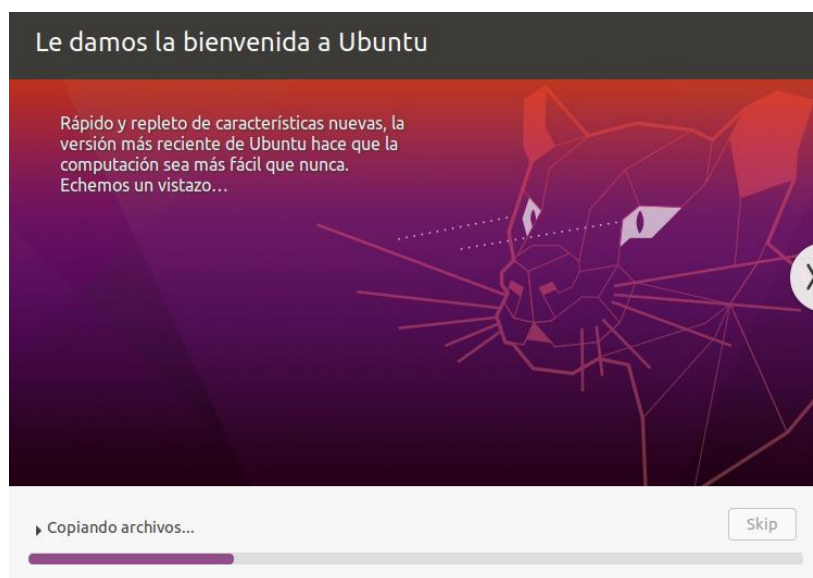 Le damos la bienvenida a Ubuntu
Rápido y repleto de características nuevas, la
versión más reciente de Ubuntu hace que la
computación sea más fácil que nunca.
Echemos un vistazo…
Copiando archivos...
Skip